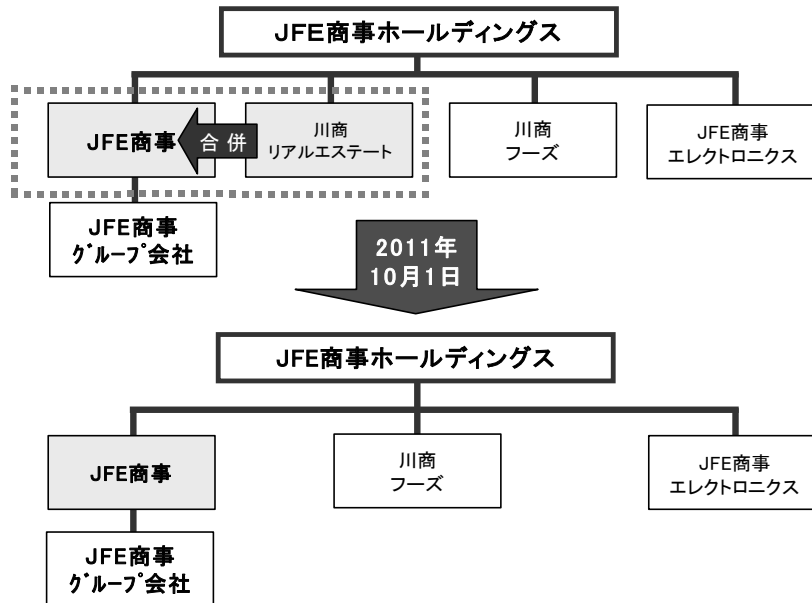 JFE商事ホールディングス
JFE商事
合 併
川商
リアルエステート
川商
フーズ
JFE商事
エレクトロニクス
JFE商事
グループ会社
2011年
10月1日
JFE商事ホールディングス
JFE商事
川商
フーズ
JFE商事
エレクトロニクス
JFE商事
グループ会社